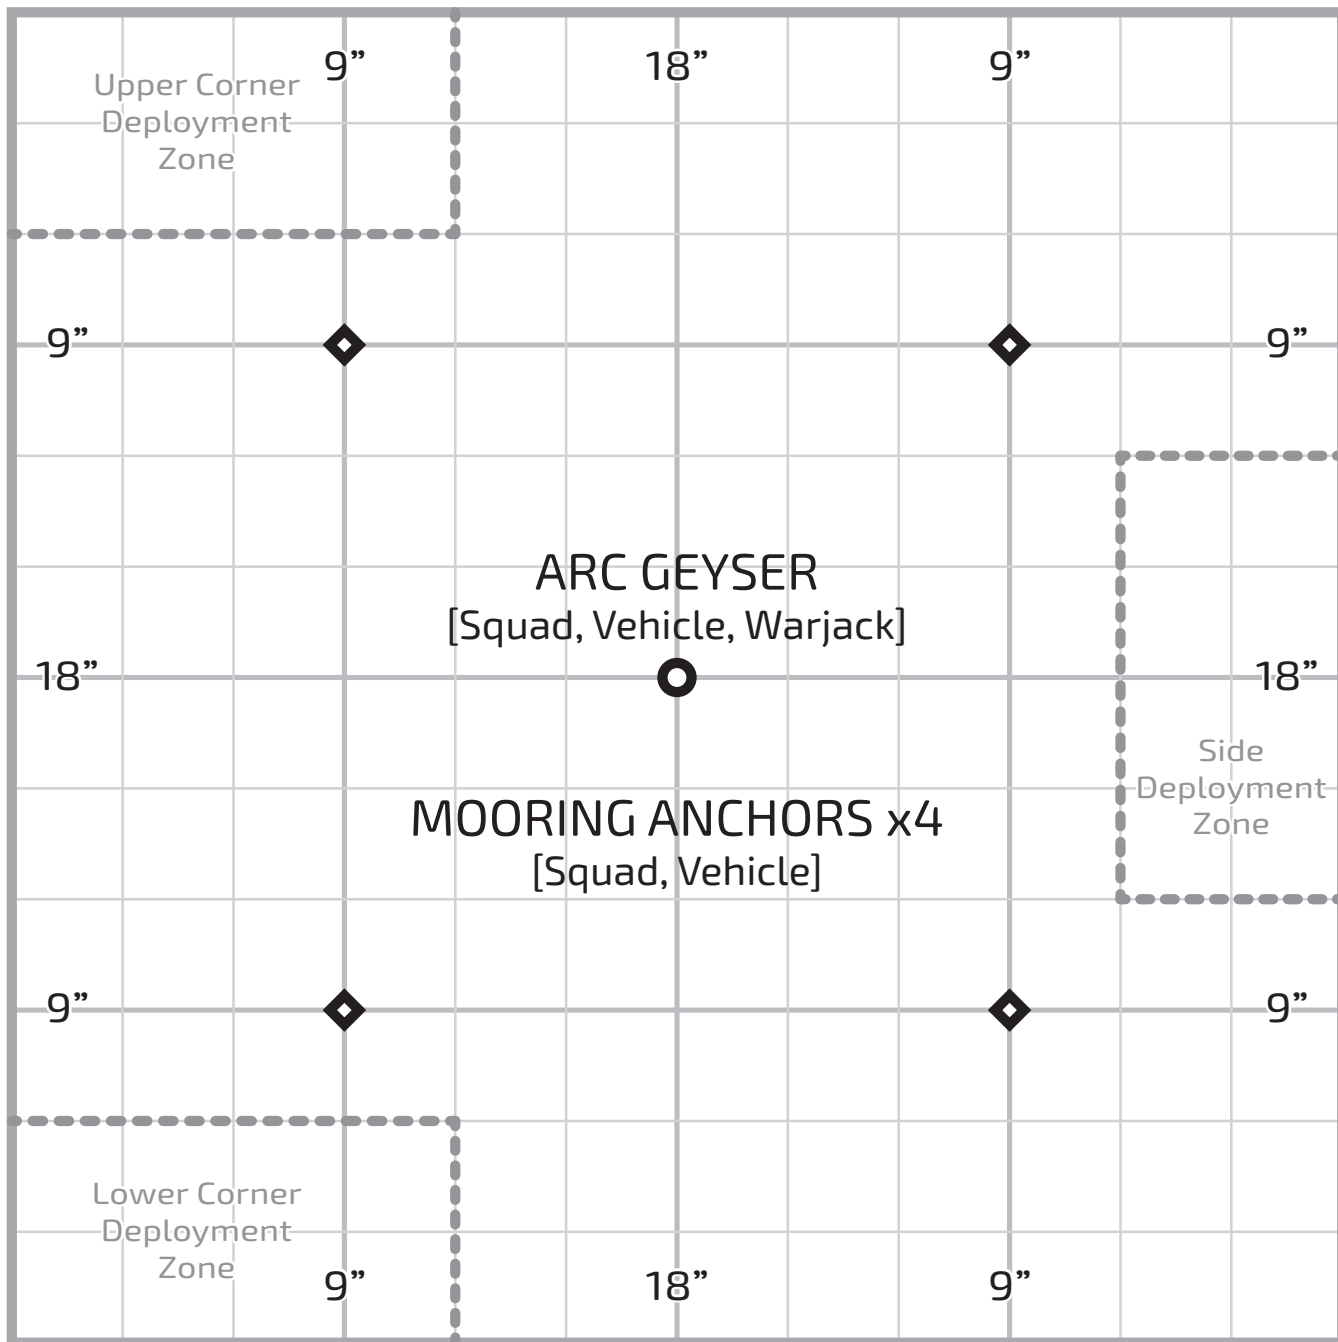 9” 18” 9”
Upper Corner
Deployment
Zone
9” 9”
ARC GEYSER
[Squad, Vehicle, Warjack]
18” 18”
Side
Deployment
Zone
MOORING ANCHORS x4
[Squad, Vehicle]
9” 9”
Lower Corner
Deployment
Zone
9” 18” 9”